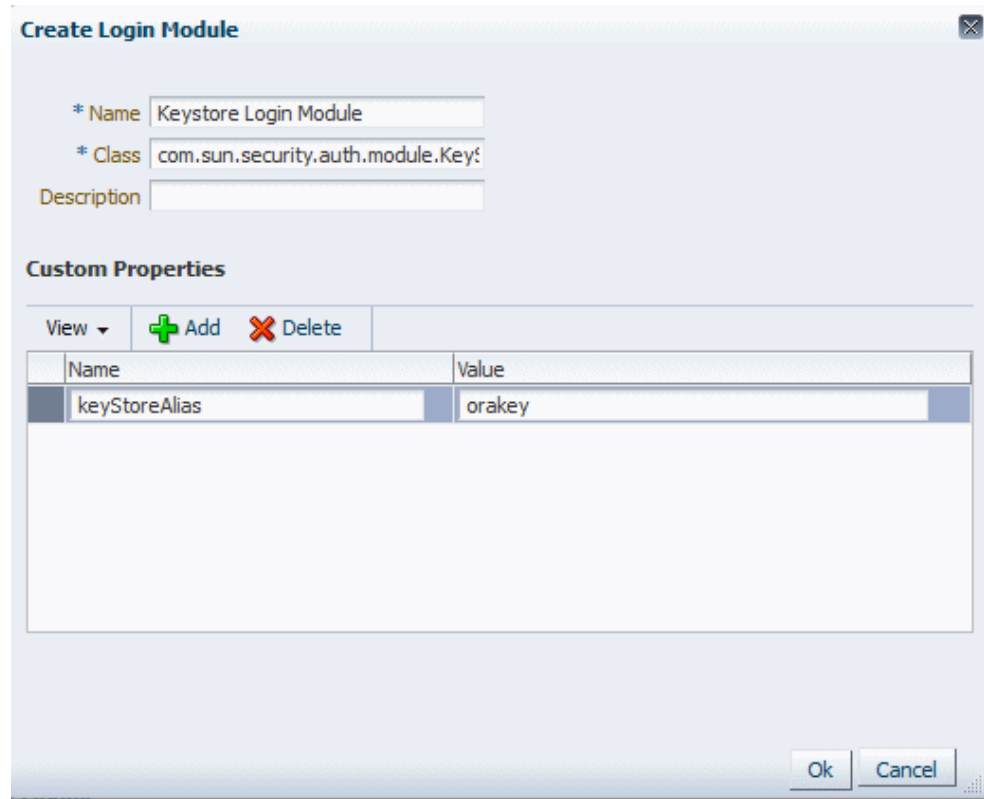 Create Login Module
* Name Keystore Login Module
* Class com.sun.security.auth.module.Key
Description
Custom Properties
View Add Delete
Name Value
keyStoreAlias orakey
Ok Cancel